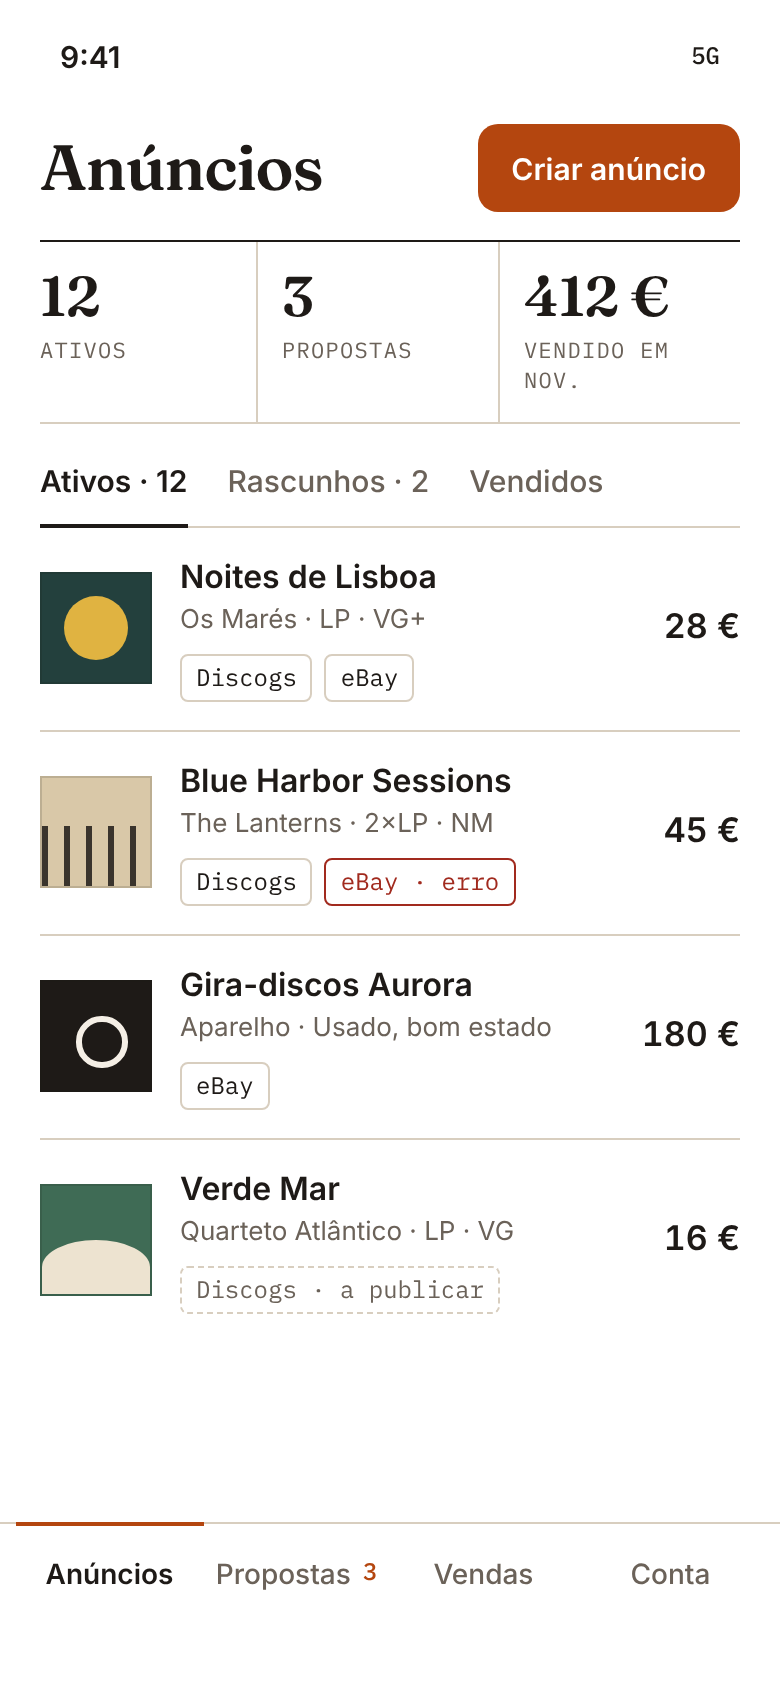 9:41
5G
Anúncios
Criar anúncio
12
ATIVOS
3
PROPOSTAS
412 €
VENDIDO EM
NOV.
Ativos · 12
Rascunhos · 2
Vendidos
Noites de Lisboa
Os Marés · LP · VG+
28 €
Discogs
eBay
Blue Harbor Sessions
The Lanterns · 2×LP · NM
45 €
Discogs
eBay · erro
Gira-discos Aurora
Aparelho · Usado, bom estado
180 €
eBay
Verde Mar
Quarteto Atlântico · LP · VG
16 €
Discogs · a publicar
Anúncios
Propostas 3
Vendas
Conta